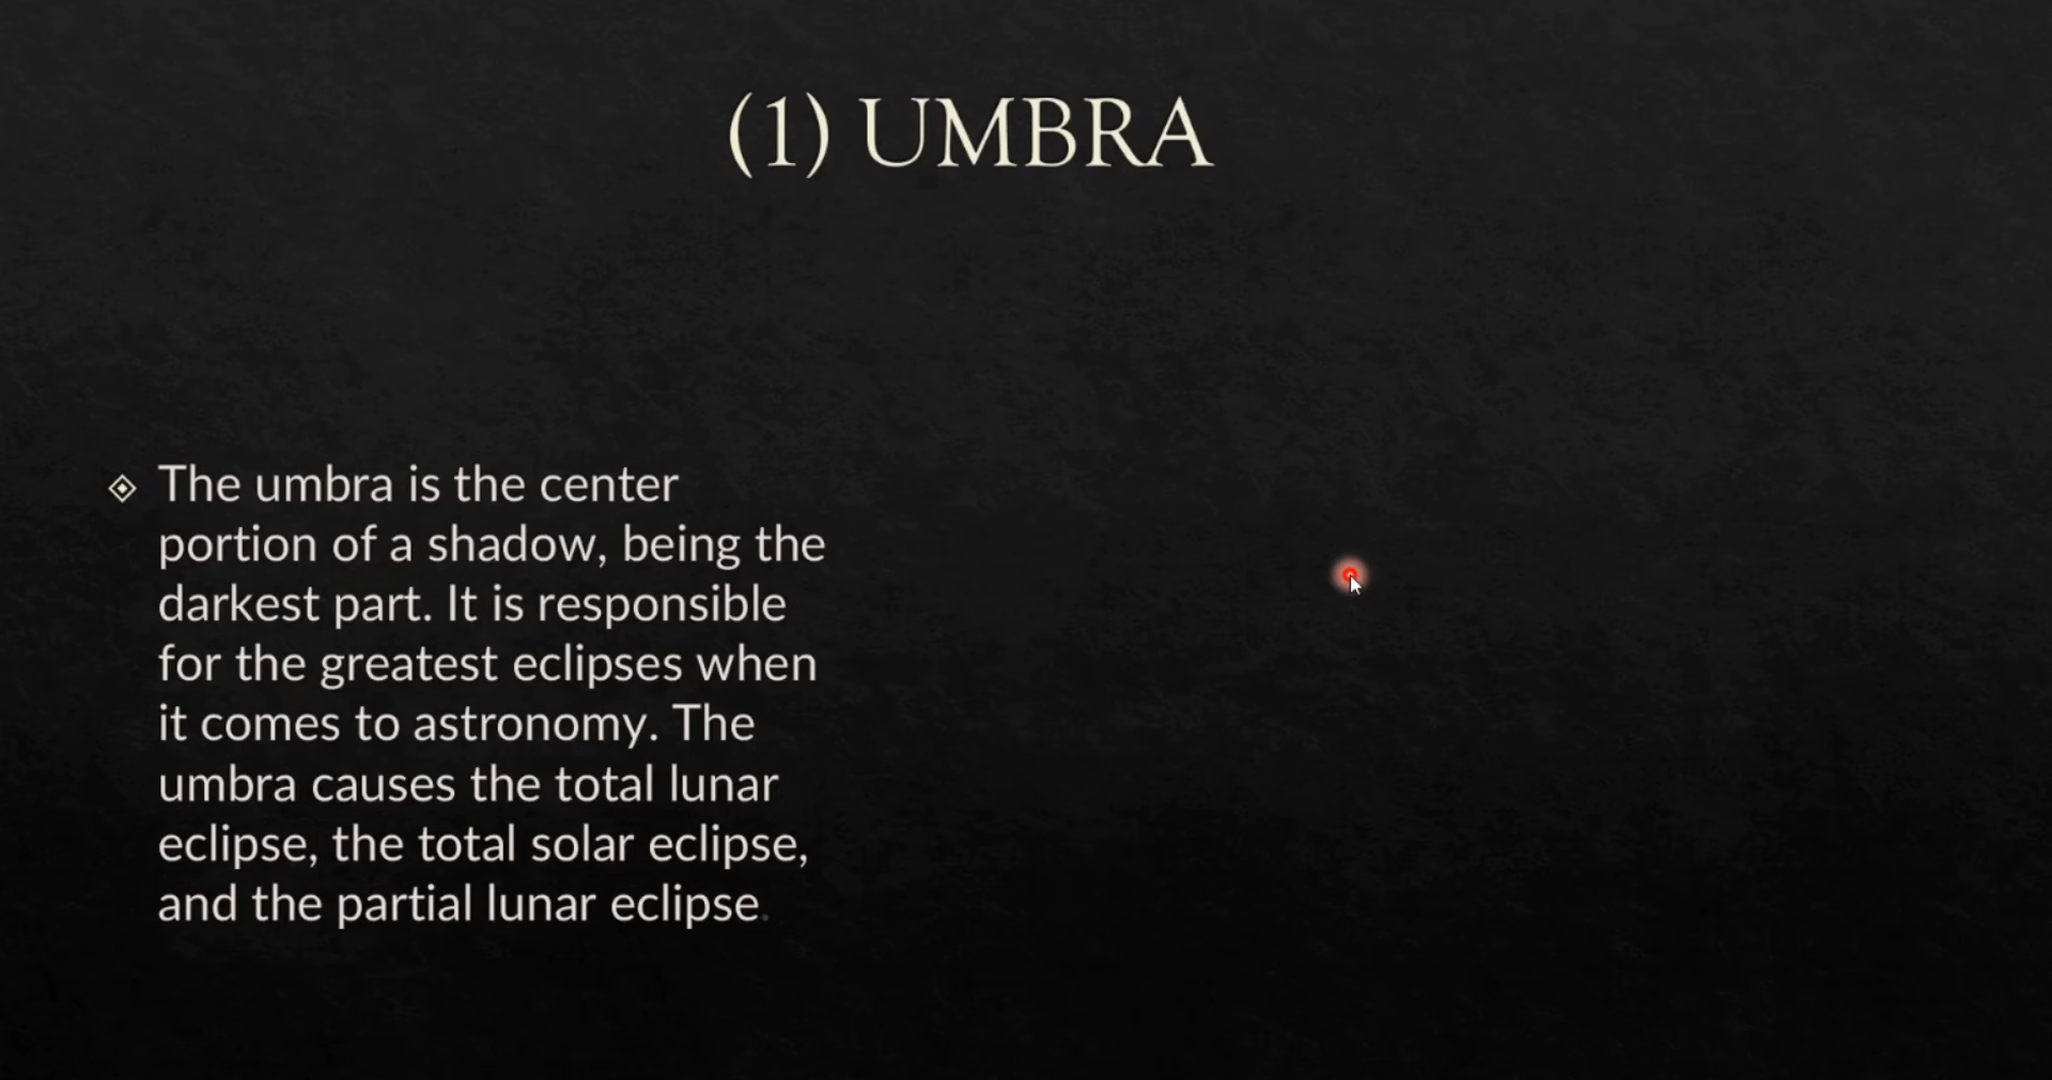 (1) UMBRA
The umbra is the center
portion of a shadow, being the
darkest part. It is responsible
for the greatest eclipses when
it comes to astronomy. The
umbra causes the total lunar
eclipse, the total solar eclipse,
and the partial lunar eclipse.